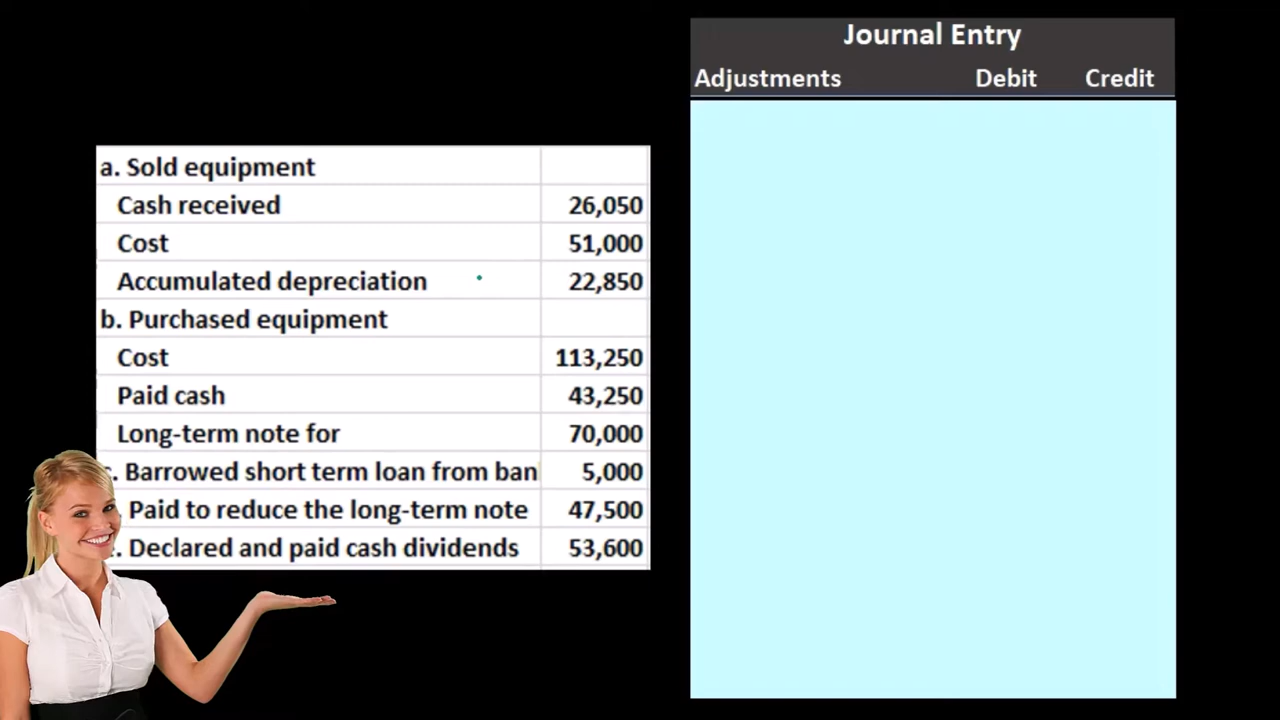 Journal Entry
Adjustments Debit Credit
a. Sold equipment
Cash received 26,050
Cost 51,000
Accumulated depreciation 22,850
b. Purchased equipment
Cost 113,250
Paid cash 43,250
Long-term note for 70,000
. Barrowed short term loan from ban 5,000
. Paid to reduce the long-term note 47,500
. Declared and paid cash dividends 53,600